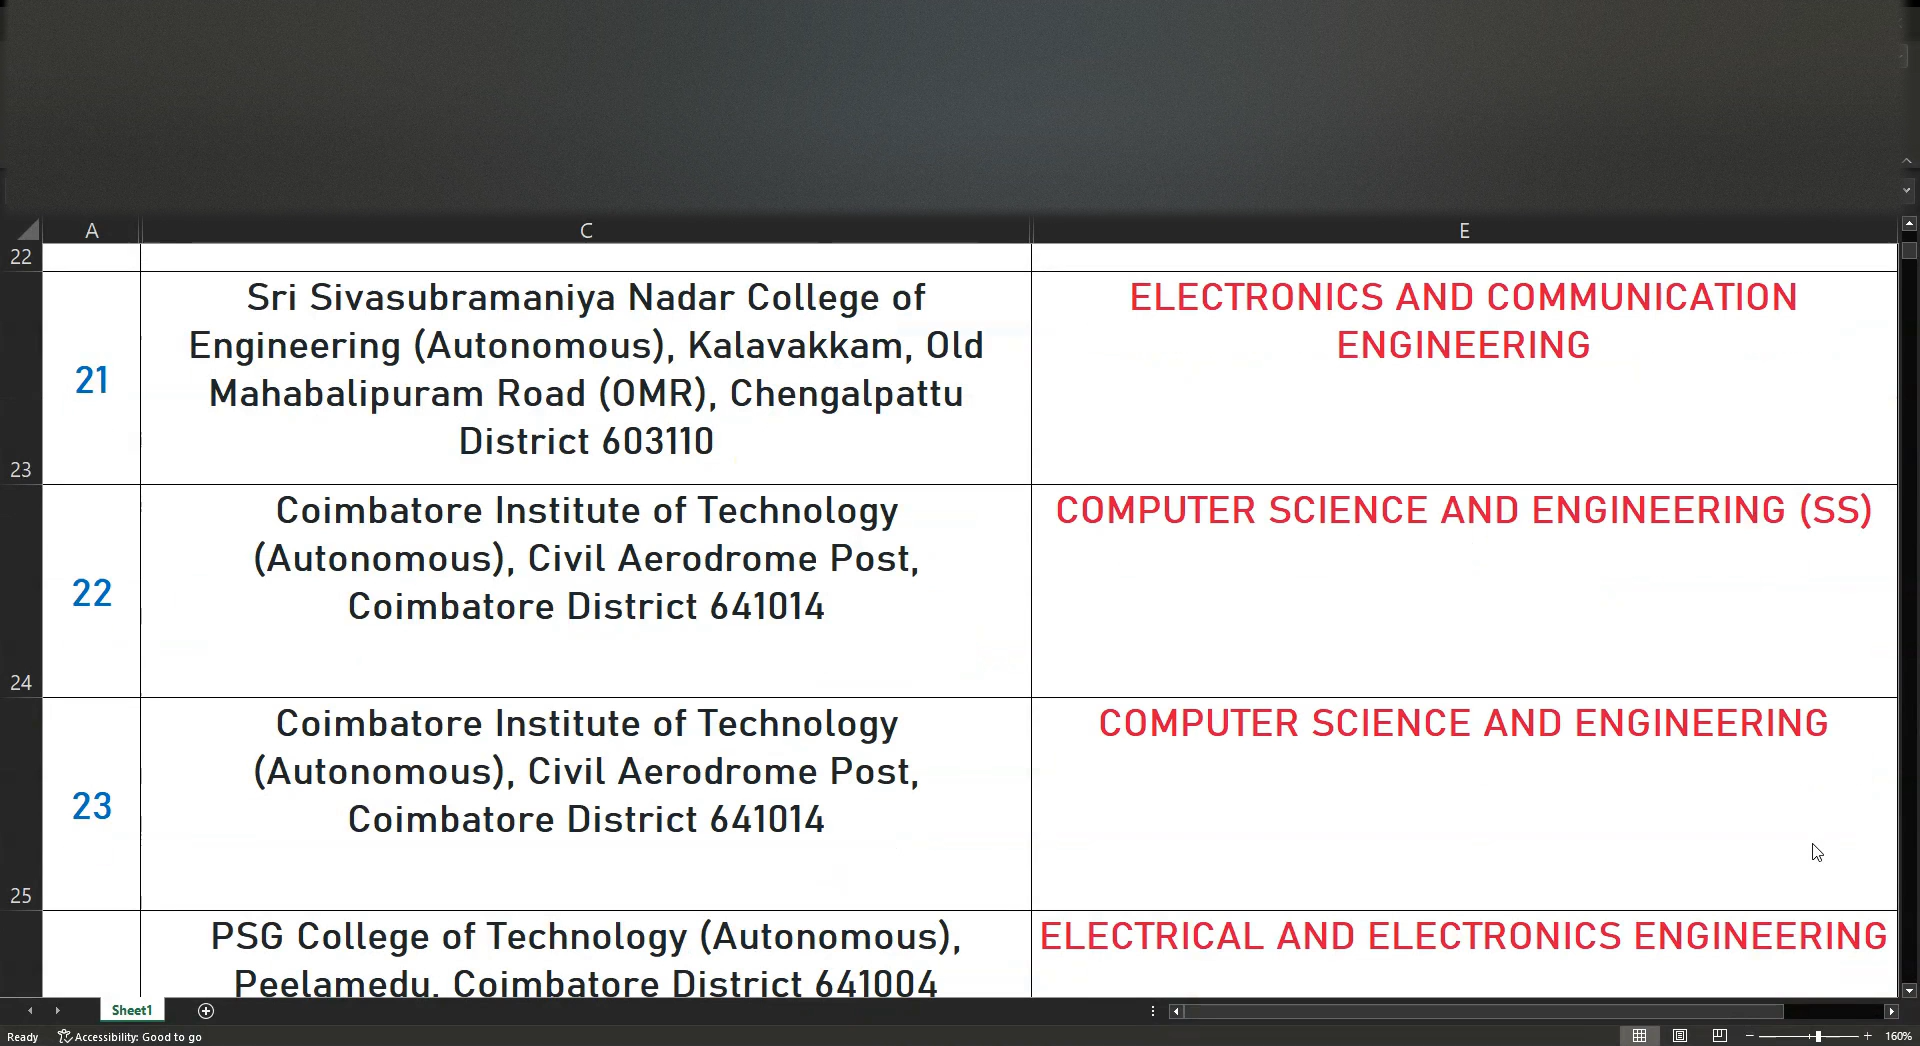 A C E
22
Sri Sivasubramaniya Nadar College of
Engineering (Autonomous), Kalavakkam, Old
Mahabalipuram Road (OMR), Chengalpattu
District 603110
ELECTRONICS AND COMMUNICATION
ENGINEERING
21
23
Coimbatore Institute of Technology
(Autonomous), Civil Aerodrome Post,
Coimbatore District 641014
COMPUTER SCIENCE AND ENGINEERING (SS)
22
24
Coimbatore Institute of Technology
(Autonomous), Civil Aerodrome Post,
Coimbatore District 641014
COMPUTER SCIENCE AND ENGINEERING
23
25
PSG College of Technology (Autonomous),
Peelamedu, Coimbatore District 641004
ELECTRICAL AND ELECTRONICS ENGINEERING
Sheet1
Ready Accessibility: Good to go 160%